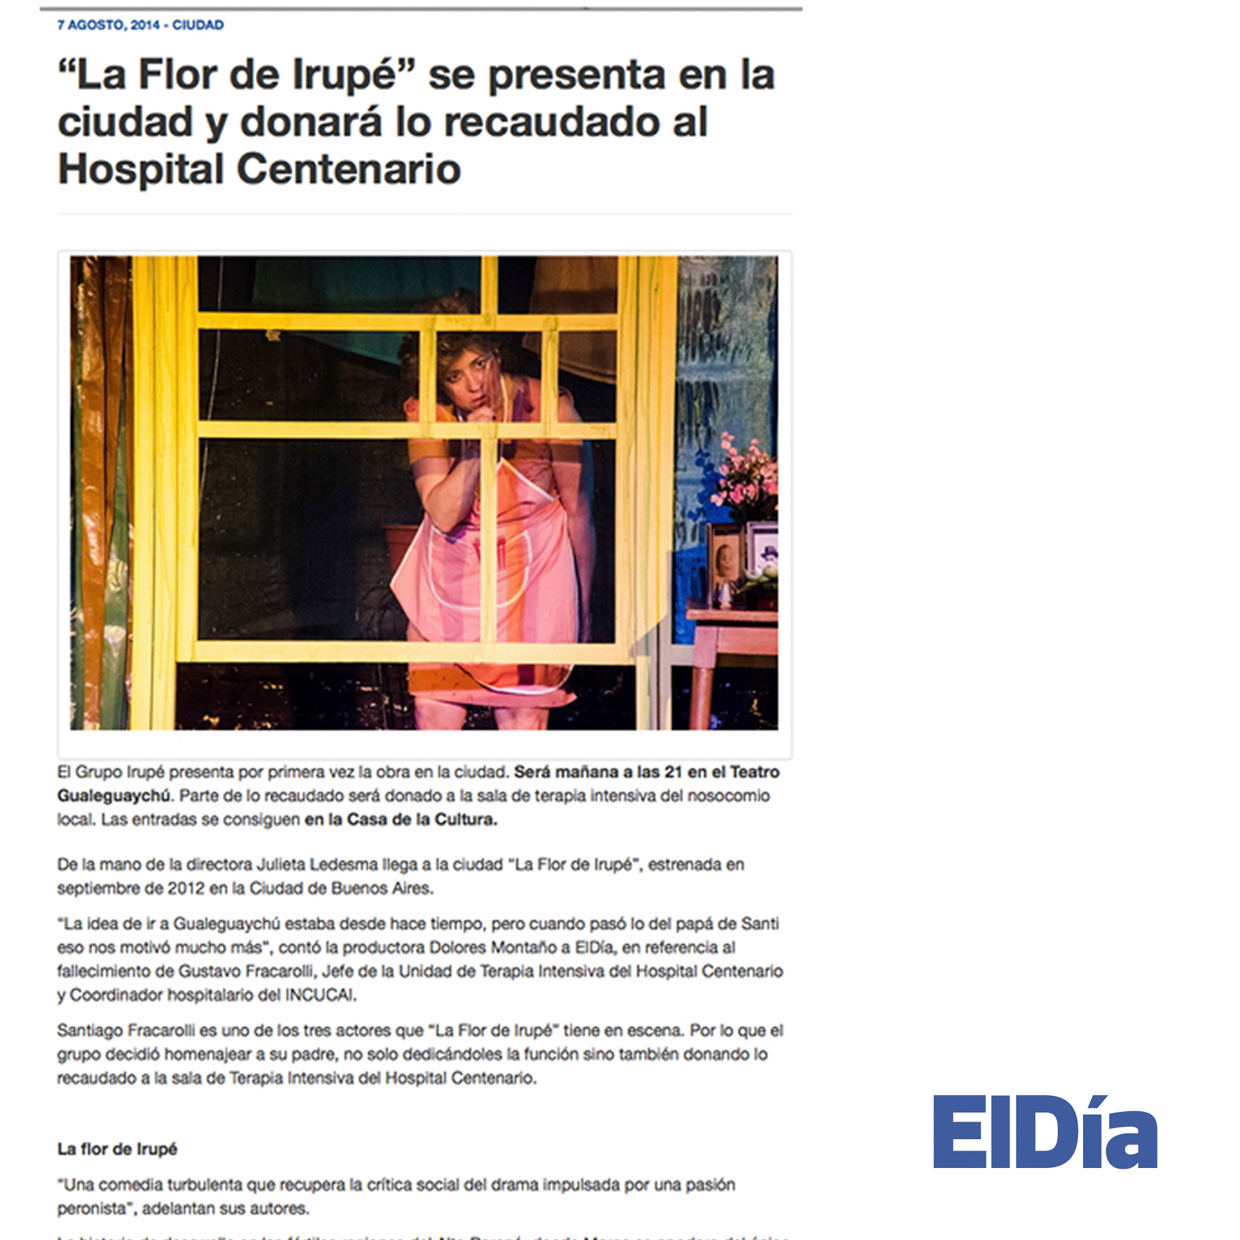 7 AGOSTO, 2014 - CIUDAD
“La Flor de Irupé” se presenta en la
ciudad y donará lo recaudado al
Hospital Centenario
El Grupo Irupé presenta por primera vez la obra en la ciudad. Será mañana a las 21 en el Teatro
Gualeguaychú. Parte de lo recaudado será donado a la sala de terapia intensiva del nosocomio
local. Las entradas se consiguen en la Casa de la Cultura.
De la mano de la directora Julieta Ledesma llega a la ciudad “La Flor de Irupé”, estrenada en
septiembre de 2012 en la Ciudad de Buenos Aires.
“La idea de ir a Gualeguaychú estaba desde hace tiempo, pero cuando pasó lo del papá de Santi
eso nos motivó mucho más”, contó la productora Dolores Montaño a ElDía, en referencia al
fallecimiento de Gustavo Fracarolli, Jefe de la Unidad de Terapia Intensiva del Hospital Centenario
y Coordinador hospitalario del INCUCAI.
Santiago Fracarolli es uno de los tres actores que “La Flor de Irupé” tiene en escena. Por lo que el
grupo decidió homenajear a su padre, no solo dedicándoles la función sino también donando lo
recaudado a la sala de Terapia Intensiva del Hospital Centenario.
La flor de Irupé
“Una comedia turbulenta que recupera la crítica social del drama impulsada por una pasión
peronista”, adelantan sus autores.
ElDía